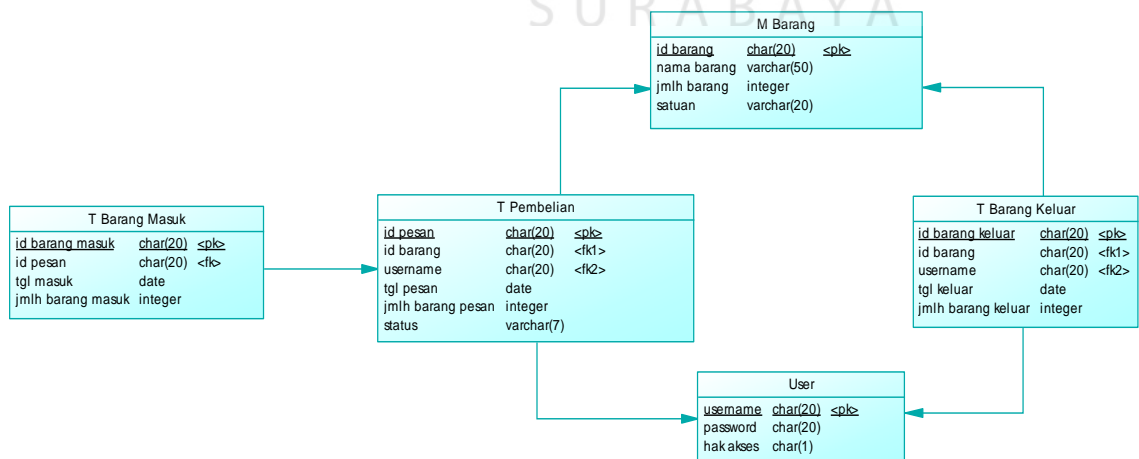 SURABAYA
M Barang
id barang char(20) <pk>
nama barang varchar(50)
jmlh barang integer
satuan varchar(20)
T Barang Masuk
id barang masuk char(20) <pk>
id pesan char(20) <fk>
tgl masuk date
jmlh barang masuk integer
T Pembelian
id pesan char(20) <pk>
id barang char(20) <fk1>
username char(20) <fk2>
tgl pesan date
jmlh barang pesan integer
status varchar(7)
T Barang Keluar
id barang keluar char(20) <pk>
id barang char(20) <fk1>
username char(20) <fk2>
tgl keluar date
jmlh barang keluar integer
User
username char(20) <pk>
password char(20)
hak akses char(1)